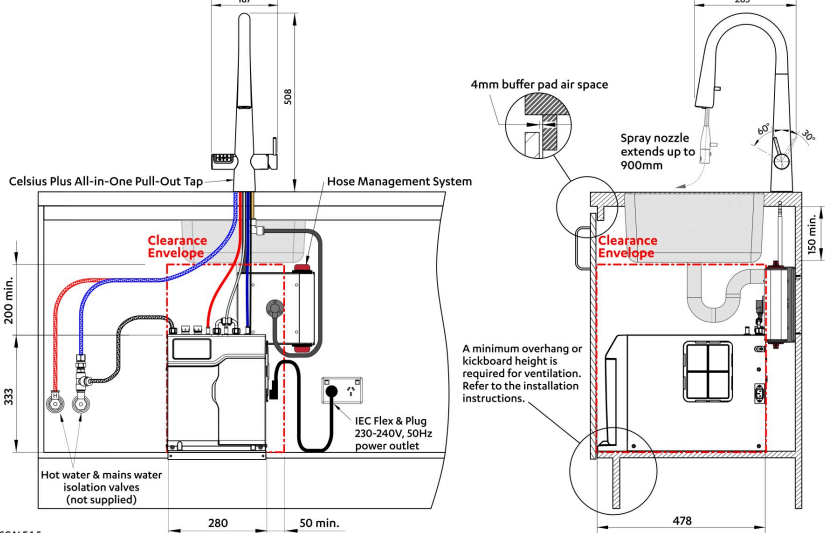 508
4mm buffer pad air space
60°
30°
Spray nozzle
extends up to
900mm
Celsius Plus All-in-One Pull-Out Tap
Hose Management System
Clearance
Envelope
Clearance
Envelope
150 min.
200 min.
333
A minimum overhang or
kickboard height is
required for ventilation.
Refer to the installation
instructions.
IEC Flex & Plug
230-240V, 50Hz
power outlet
Hot water & mains water
isolation valves
(not supplied)
280
50 min.
478